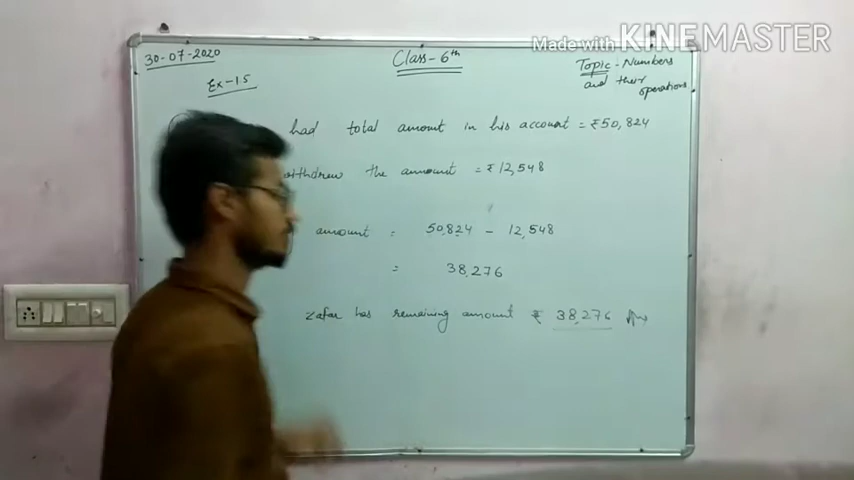 Made with KINEMASTER
30-07-2020 Class-6th Topic - Numbers
Ex-1.5 and their operations
had total amount in his account = ₹50,824
withdrew the amount = ₹12,548
amount = 50,824 - 12,548
= 38,276
Zafar has remaining amount ₹ 38,276